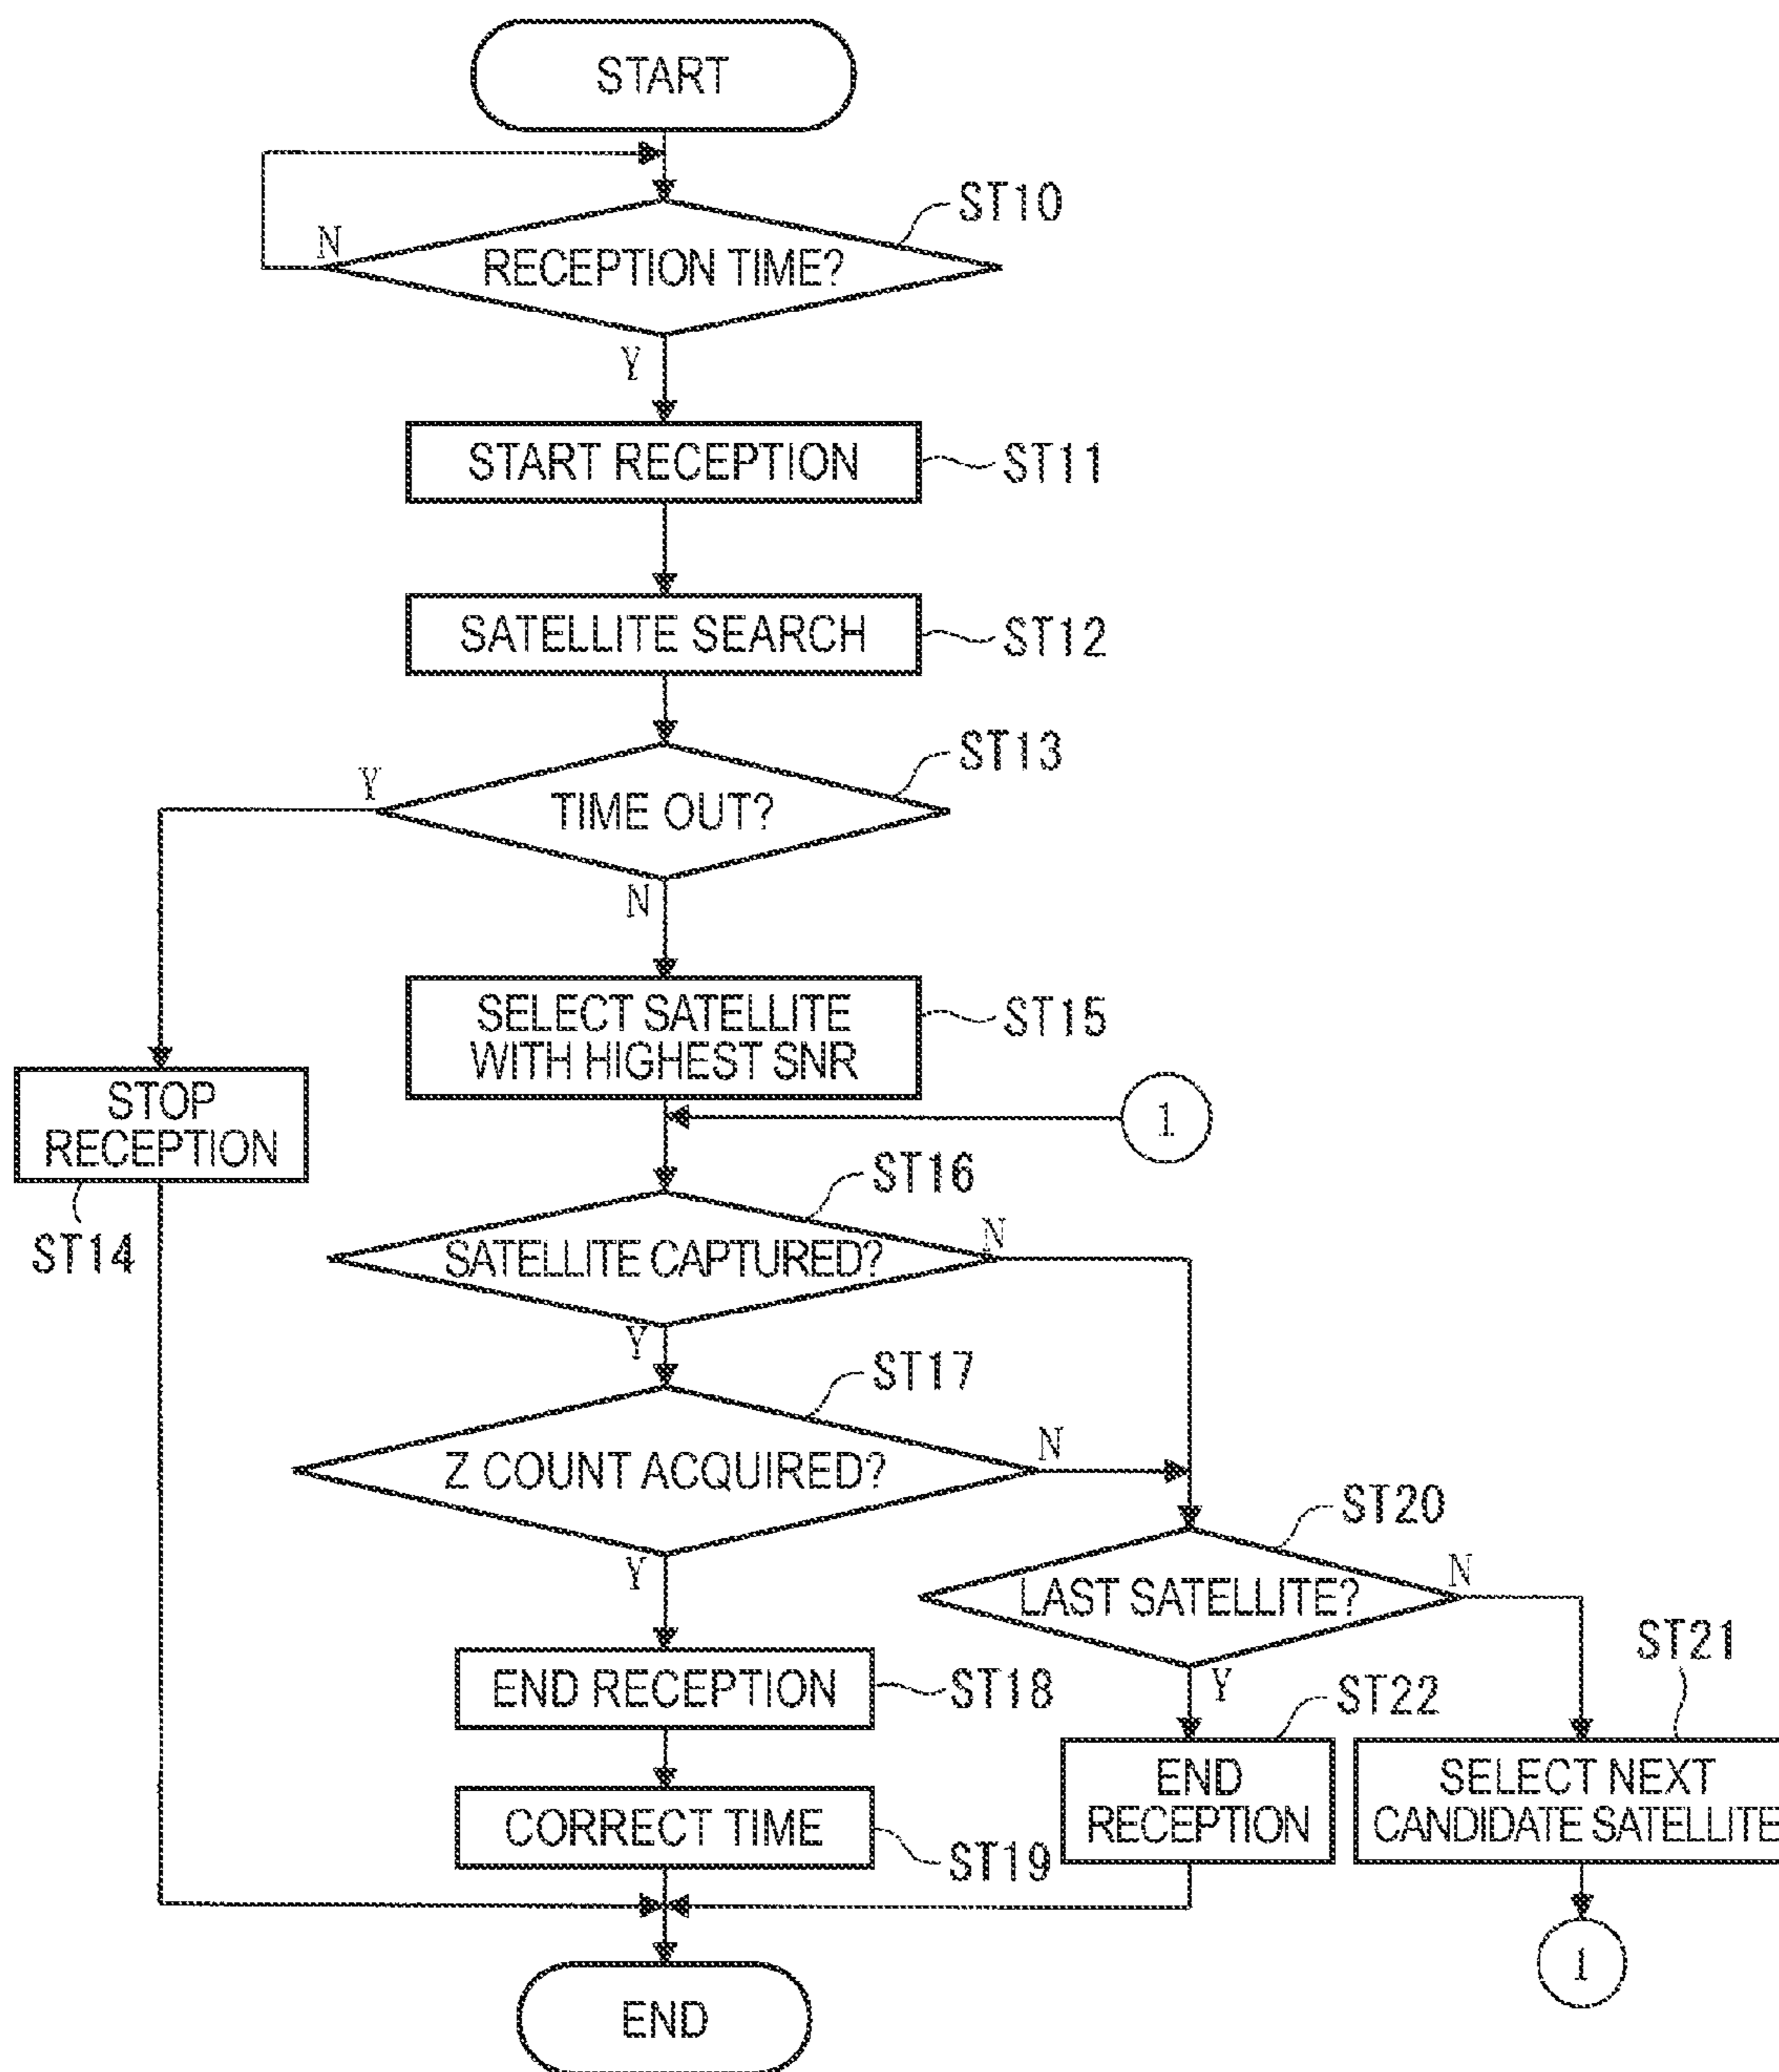 START
ST10
N
RECEPTION TIME?
Y
START RECEPTION
ST11
SATELLITE SEARCH
ST12
ST13
Y
TIME OUT?
N
SELECT SATELLITE
WITH HIGHEST SNR
ST15
STOP
RECEPTION
ST14
1
ST16
N
SATELLITE CAPTURED?
Y
ST17
N
Z COUNT ACQUIRED?
Y
ST20
N
LAST SATELLITE?
Y
END RECEPTION
ST18
ST22
ST21
CORRECT TIME
ST19
END
RECEPTION
SELECT NEXT
CANDIDATE SATELLITE
1
END